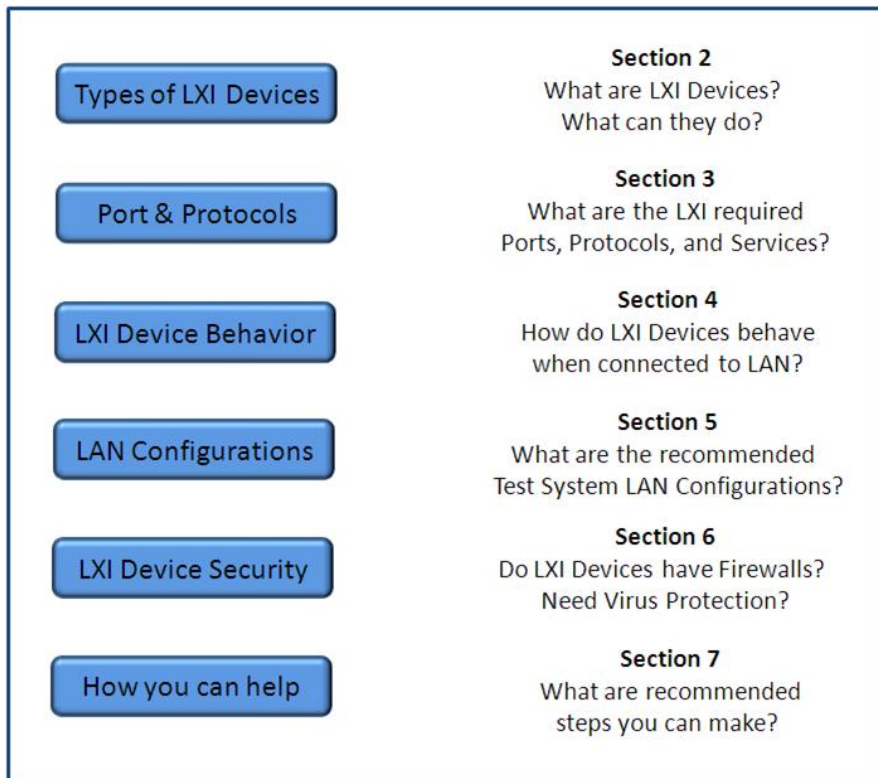 Types of LXI Devices
Section 2
What are LXI Devices?
What can they do?
Port & Protocols
Section 3
What are the LXI required
Ports, Protocols, and Services?
LXI Device Behavior
Section 4
How do LXI Devices behave
when connected to LAN?
LAN Configurations
Section 5
What are the recommended
Test System LAN Configurations?
LXI Device Security
Section 6
Do LXI Devices have Firewalls?
Need Virus Protection?
How you can help
Section 7
What are recommended
steps you can make?